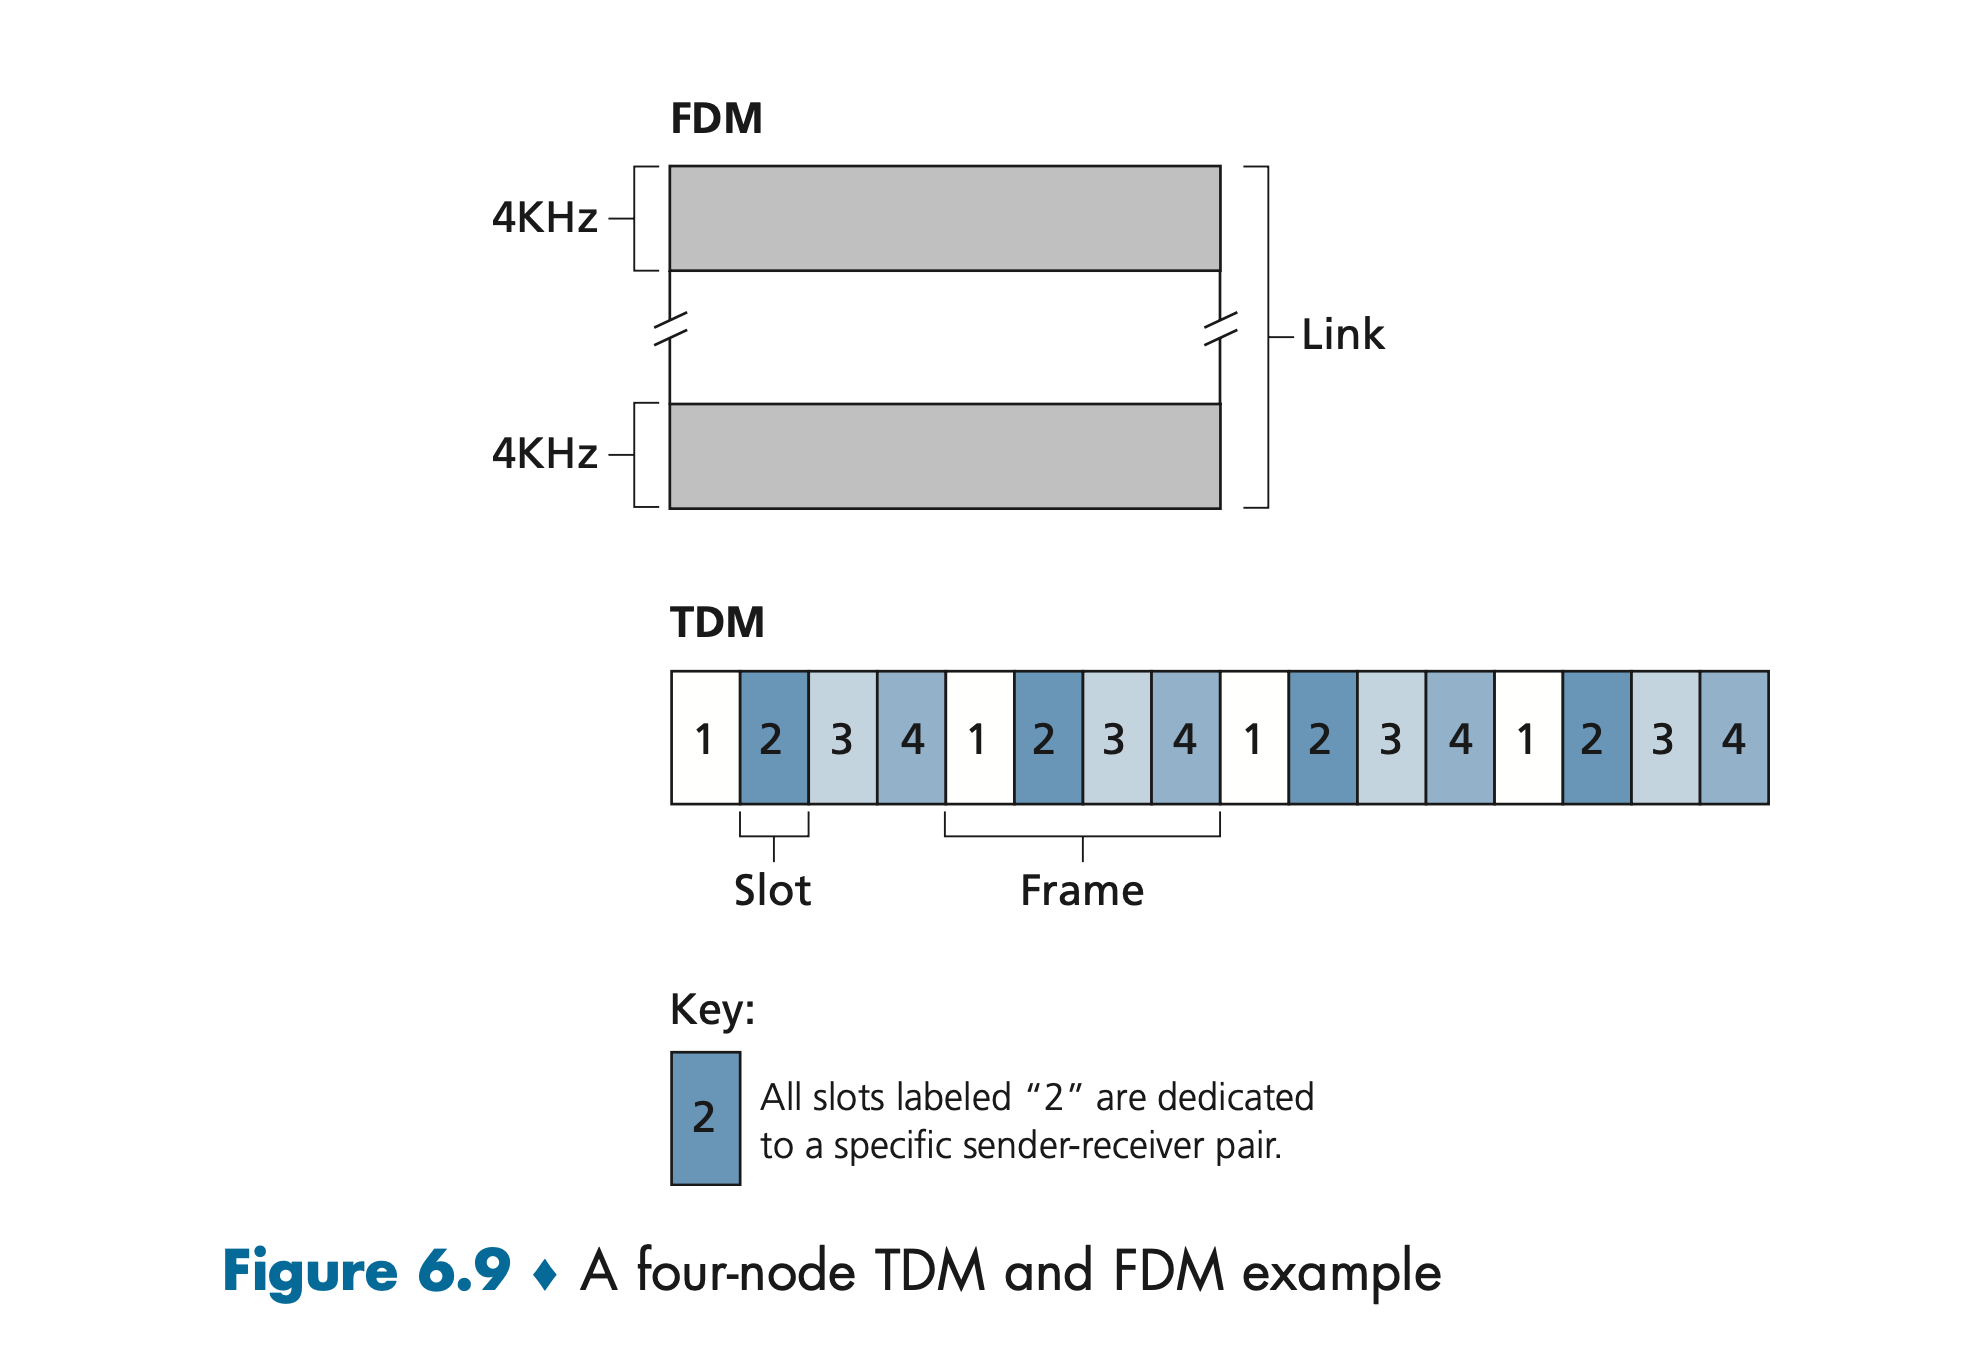 FDM
4KHz
Link
4KHz
TDM
1 2 3 4 1 2 3 4 1 2 3 4 1 2 3 4
Slot Frame
Key:
2
All slots labeled “2” are dedicated
to a specific sender-receiver pair.
Figure 6.9 ♦ A four-node TDM and FDM example